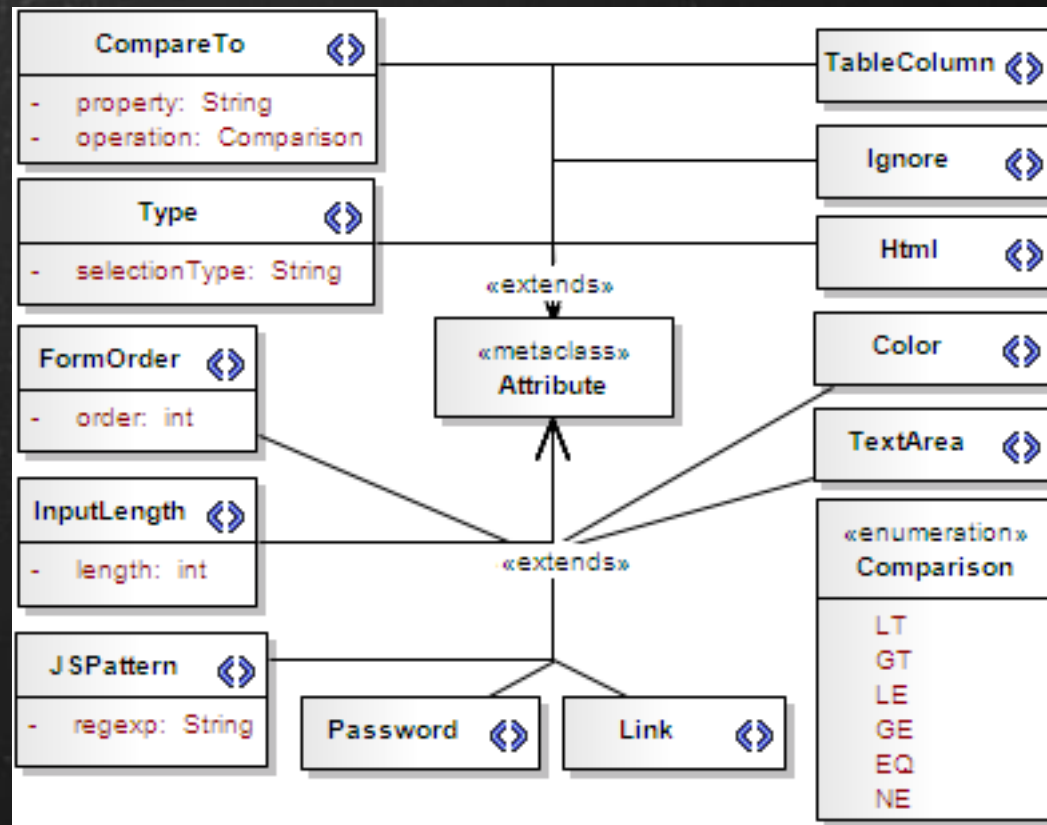 CompareTo
- property: String
- operation: Comparison
TableColumn
Ignore
Type
- selectionType: String
Html
«extends»
«metaclass»
Attribute
FormOrder
- order: int
Color
TextArea
InputLength
- length: int
«extends»
«enumeration»
Comparison
LT
GT
LE
GE
EQ
NE
JSPattern
- regexp: String
Password
Link